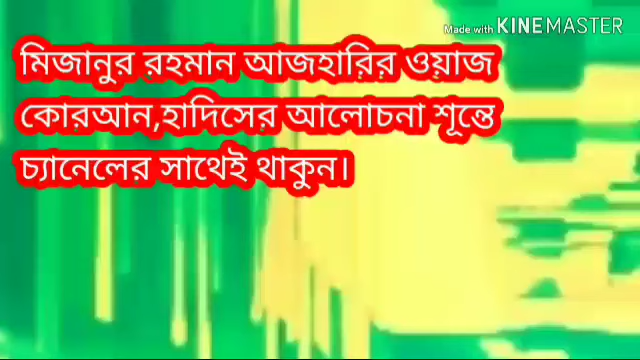 Made with KINEMASTER
মিজানুর রহমান আজহারির ওয়াজ
কোরআন,হাদিসের আলোচনা শূন্তে
চ্যানেলের সাথেই থাকুন।